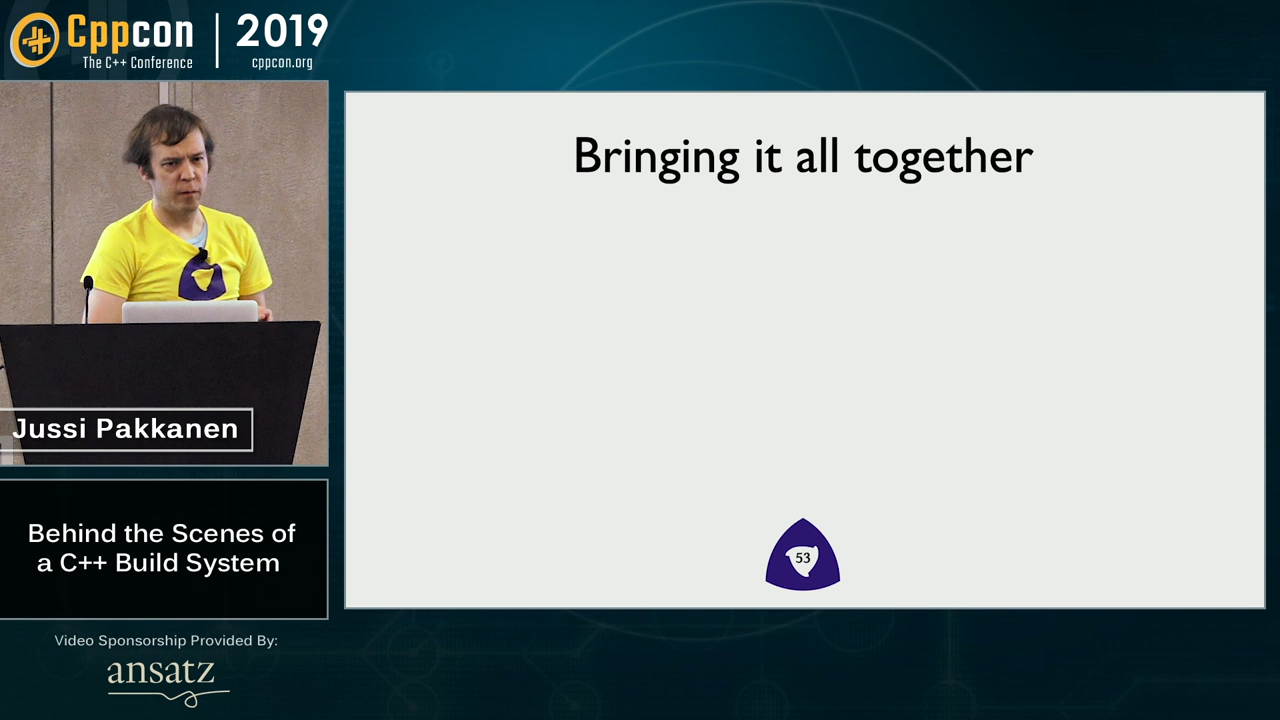 Cppcon
The C++ Conference
2019
cppcon.org
Bringing it all together
Jussi Pakkanen
Behind the Scenes of
a C++ Build System
53
Video Sponsorship Provided By:
ansatz